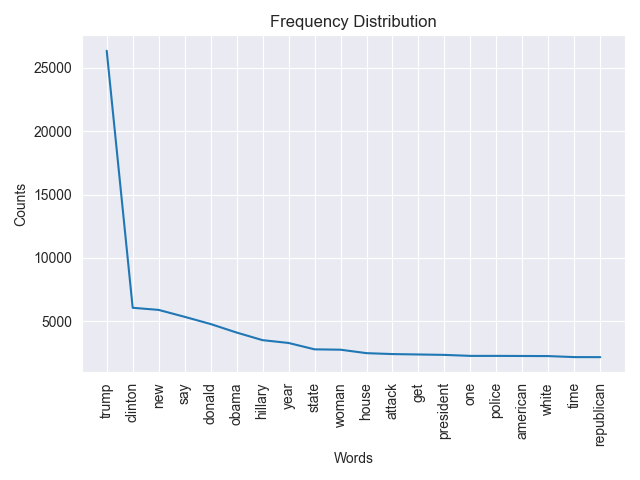 Frequency Distribution
25000
20000
15000
10000
5000
Counts
trump
clinton
new
say
donald
obama
hillary
year
state
woman
house
attack
get
president
one
police
american
white
time
republican
Words